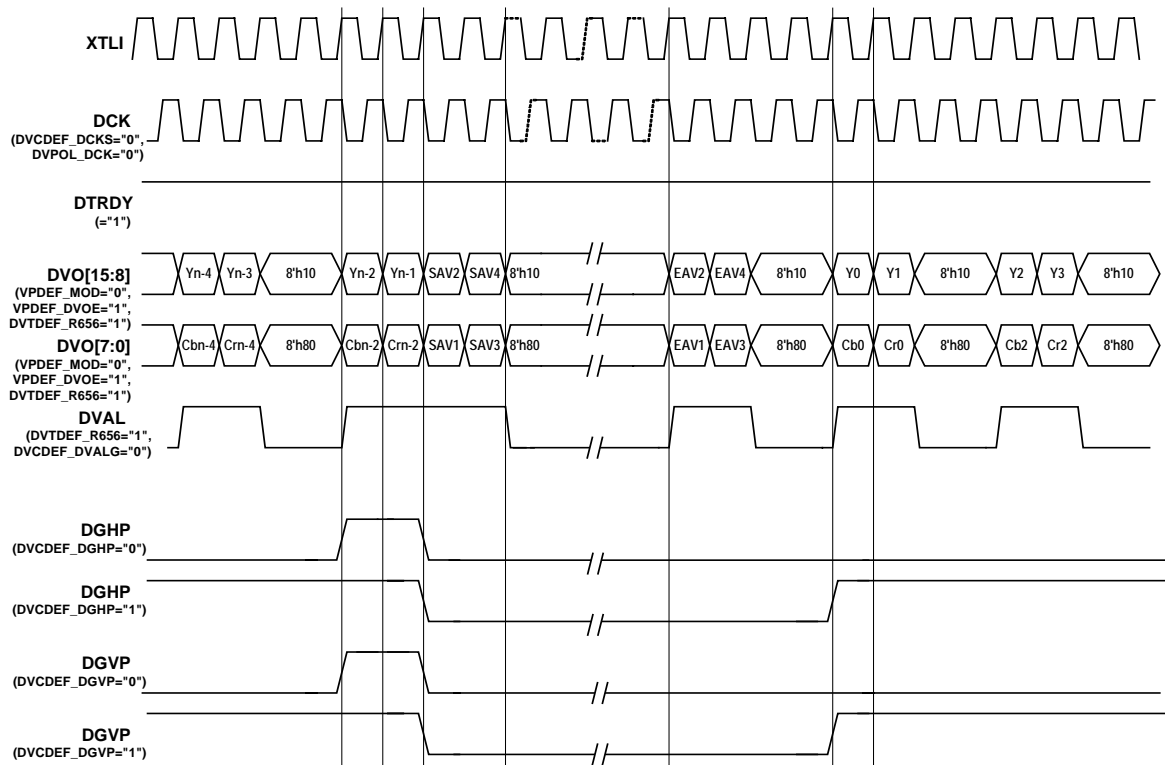 XTLI
DCK
(DVCDEF_DCKS="0",
DVPOL_DCK="0")
DTRDY
(="1")
DVO[15:8]
(VPDEF_MOD="0",
VPDEF_DVOE="1",
DVTDEF_R656="1")
Yn-4 Yn-3 8'h10 Yn-2 Yn-1 SAV2 SAV4 8'h10 EAV2 EAV4 8'h10 Y0 Y1 8'h10 Y2 Y3 8'h10
DVO[7:0]
(VPDEF_MOD="0",
VPDEF_DVOE="1",
DVTDEF_R656="1")
Cbn-4 Crn-4 8'h80 Cbn-2 Crn-2 SAV1 SAV3 8'h80 EAV1 EAV3 8'h80 Cb0 Cr0 8'h80 Cb2 Cr2 8'h80
DVAL
(DVTDEF_R656="1",
DVCDEF_DVALG="0")
DGHP
(DVCDEF_DGHP="0")
DGHP
(DVCDEF_DGHP="1")
DGVP
(DVCDEF_DGVP="0")
DGVP
(DVCDEF_DGVP="1")